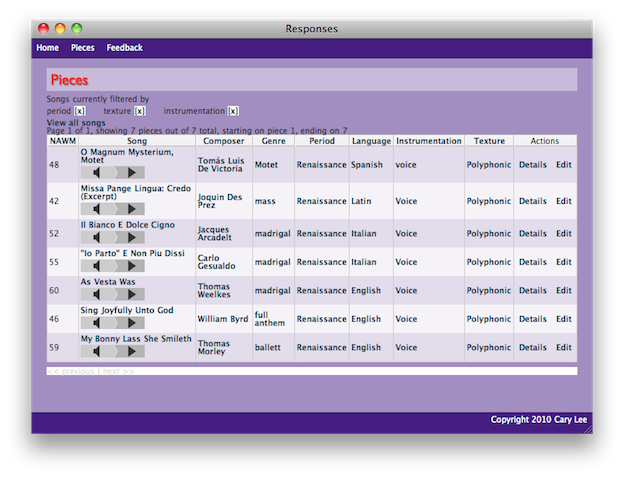 Responses
Home Pieces Feedback
Pieces
Songs currently filtered by
period [x] texture [x] instrumentation [x]
View all songs
Page 1 of 1, showing 7 pieces out of 7 total, starting on piece 1, ending on 7
NAWM Song Composer Genre Period Language Instrumentation Texture Actions
48 O Magnum Mysterium, Motet Tomás Luis De Victoria Motet Renaissance Spanish voice Polyphonic Details Edit
42 Missa Pange Lingua: Credo (Excerpt) Joquin Des Prez mass Renaissance Latin Voice Polyphonic Details Edit
52 Il Bianco E Dolce Cigno Jacques Arcadelt madrigal Renaissance Italian Voice Polyphonic Details Edit
55 "Io Parto" E Non Piu Dissi Carlo Gesualdo madrigal Renaissance Italian Voice Polyphonic Details Edit
60 As Vesta Was Thomas Weelkes madrigal Renaissance English Voice Polyphonic Details Edit
46 Sing Joyfully Unto God William Byrd full anthem Renaissance English Voice Polyphonic Details Edit
59 My Bonny Lass She Smileth Thomas Morley ballett Renaissance English Voice Polyphonic Details Edit
<< previous | next >>
Copyright 2010 Cary Lee